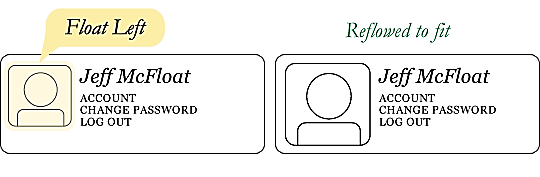 Float Left
Reflowed to fit
Jeff McFloat
ACCOUNT
CHANGE PASSWORD
LOG OUT
Jeff McFloat
ACCOUNT
CHANGE PASSWORD
LOG OUT